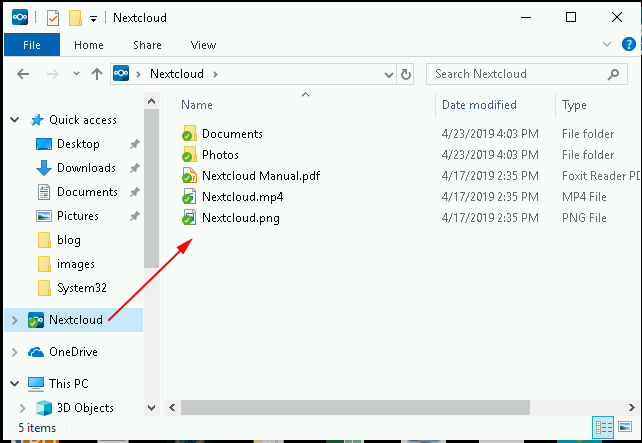 Nextcloud
File Home Share View
Nextcloud
Search Nextcloud
Name Date modified Type
Quick access
Desktop
Downloads
Documents
Pictures
blog
images
System32
Nextcloud
OneDrive
This PC
3D Objects
Documents 4/23/2019 4:03 PM File folder
Photos 4/23/2019 4:03 PM File folder
Nextcloud Manual.pdf 4/17/2019 2:35 PM Foxit Reader PD
Nextcloud.mp4 4/17/2019 2:35 PM MP4 File
Nextcloud.png 4/17/2019 2:35 PM PNG File
5 items